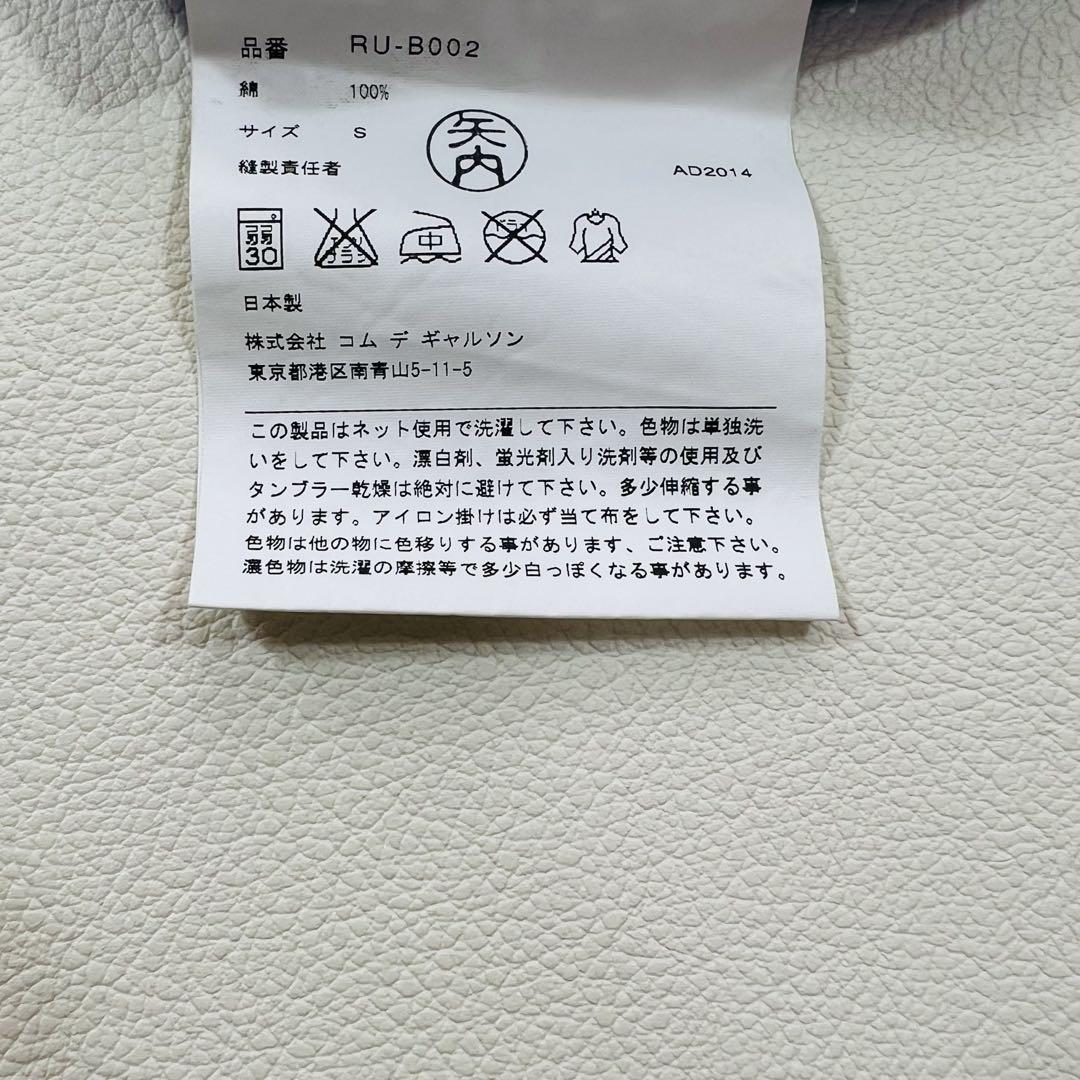 品番 RU-B002
綿 100%
サイズ S
縫製責任者 矢内 AD2014
弱 30 エンソ サラシ 中 ドライ
日本製
株式会社 コム デ ギャルソン
東京都港区南青山5-11-5
この製品はネット使用で洗濯して下さい。色物は単独洗
いをして下さい。漂白剤、蛍光剤入り洗剤等の使用及び
タンブラー乾燥は絶対に避けて下さい。多少伸縮する事
があります。アイロン掛けは必ず当て布をして下さい。
色物は他の物に色移りする事があります、ご注意下さい。
濃色物は洗濯の摩擦等で多少白っぽくなる事があります。